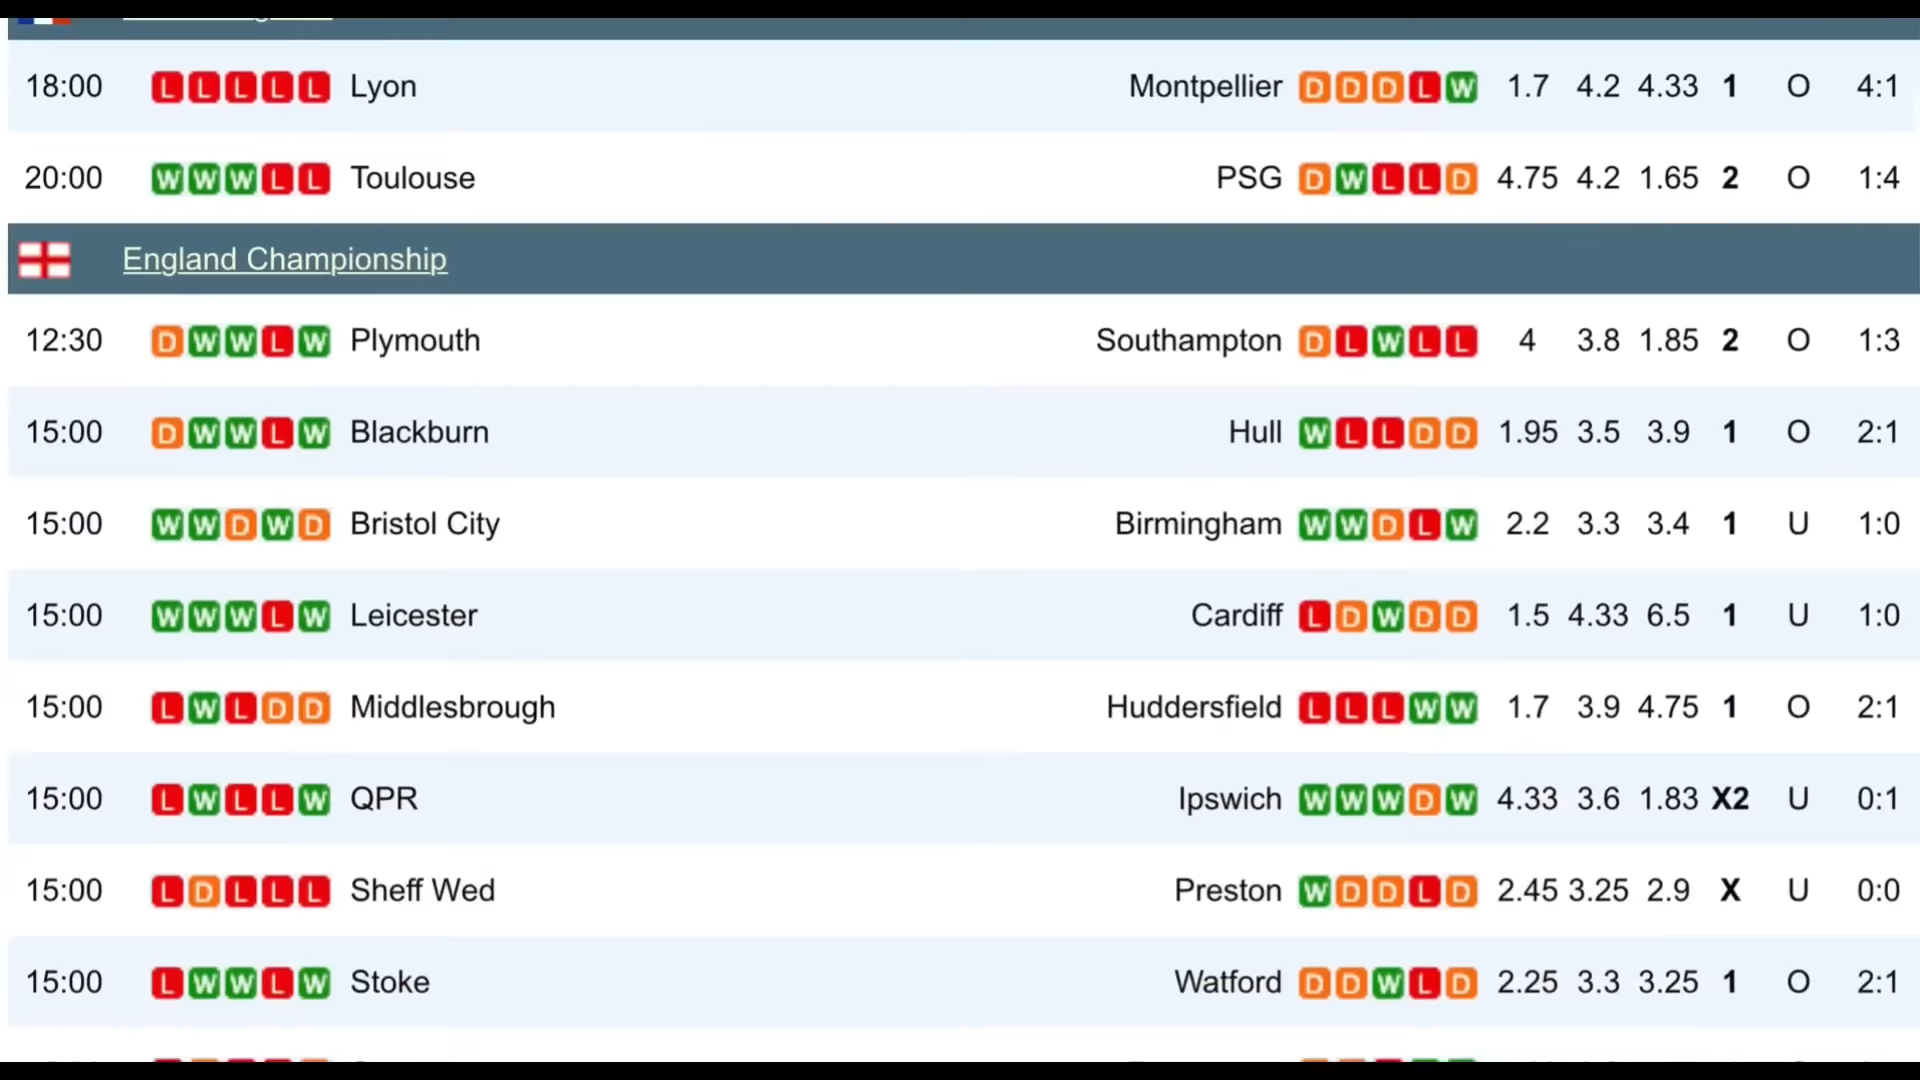 18:00 L L L L L Lyon Montpellier D D D L W 1.7 4.2 4.33 1 O 4:1
20:00 W W W L L Toulouse PSG D W L L D 4.75 4.2 1.65 2 O 1:4
England Championship
12:30 D W W L W Plymouth Southampton D L W L L 4 3.8 1.85 2 O 1:3
15:00 D W W L W Blackburn Hull W L L D D 1.95 3.5 3.9 1 O 2:1
15:00 W W D W D Bristol City Birmingham W W D L W 2.2 3.3 3.4 1 U 1:0
15:00 W W W L W Leicester Cardiff L D W D D 1.5 4.33 6.5 1 U 1:0
15:00 L W L D D Middlesbrough Huddersfield L L L W W 1.7 3.9 4.75 1 O 2:1
15:00 L W L L W QPR Ipswich W W W D W 4.33 3.6 1.83 X2 U 0:1
15:00 L D L L L Sheff Wed Preston W D D L D 2.45 3.25 2.9 X U 0:0
15:00 L W W L W Stoke Watford D D W L D 2.25 3.3 3.25 1 O 2:1